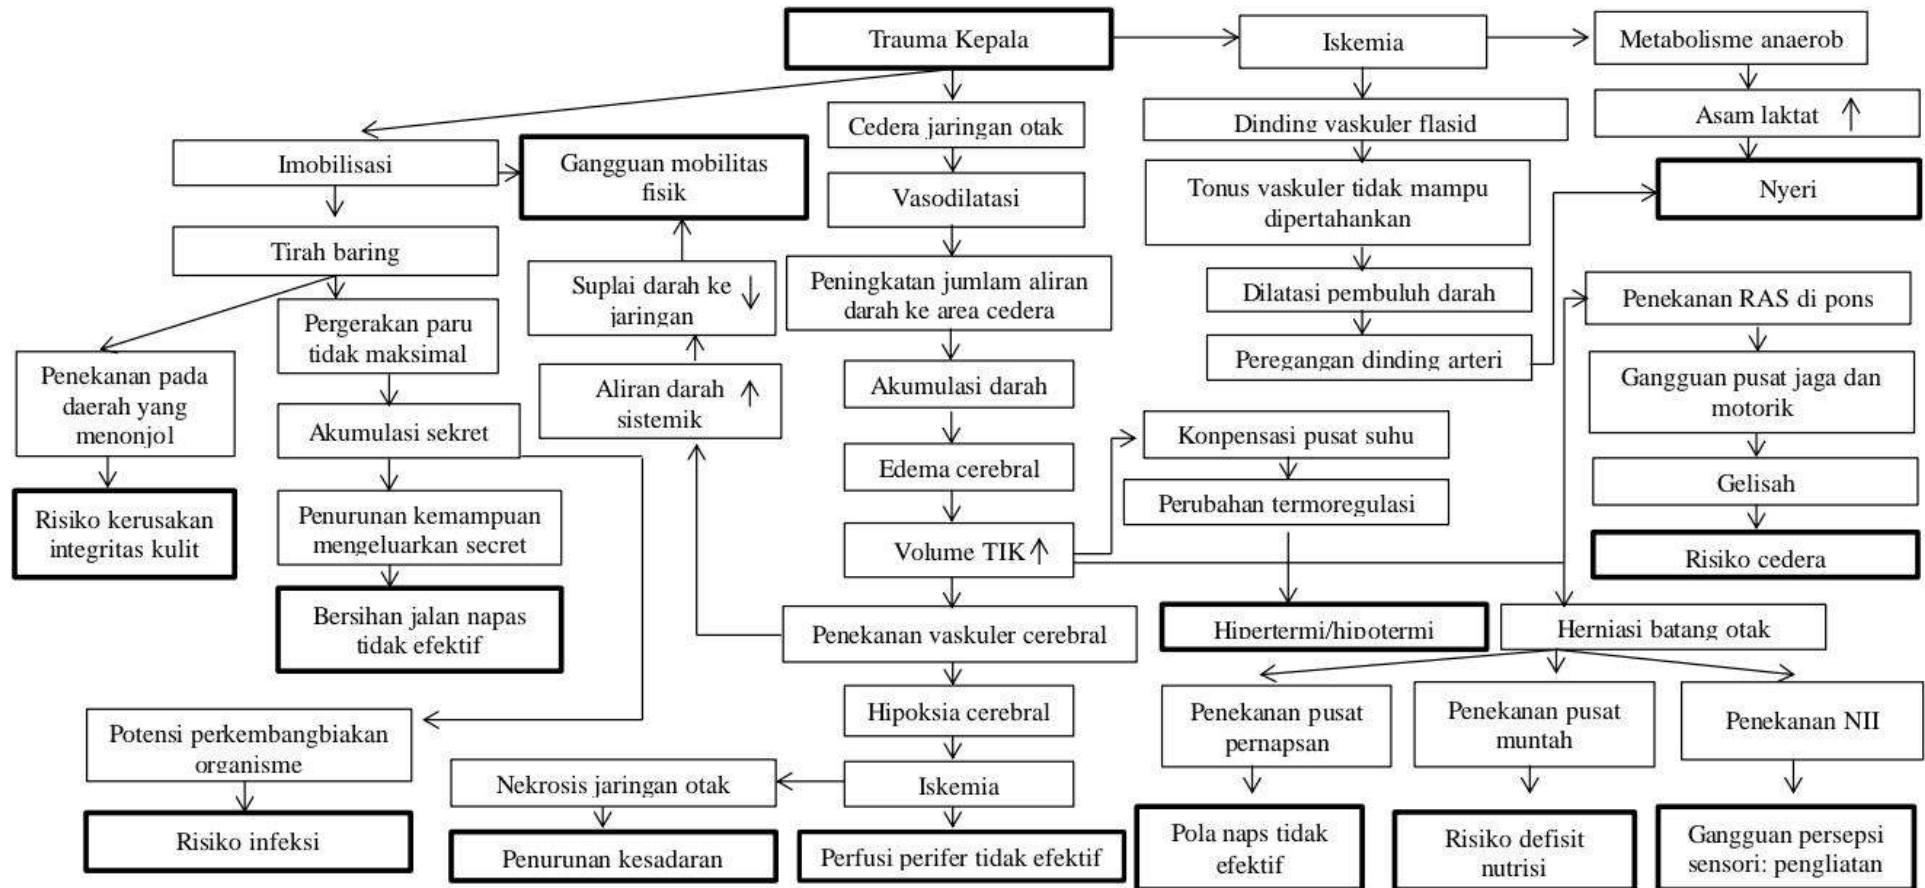 Trauma Kepala
Iskemia
Metabolisme anaerob
Asam laktat ↑
Nyeri
Dinding vaskuler flasid
Tonus vaskuler tidak mampu
dipertahankan
Dilatasi pembuluh darah
Peregangan dinding arteri
Cedera jaringan otak
Vasodilatasi
Peningkatan jumlam aliran
darah ke area cedera
Akumulasi darah
Edema cerebral
Volume TIK ↑
Penekanan vaskuler cerebral
Hipoksia cerebral
Iskemia
Perfusi perifer tidak efektif
Nekrosis jaringan otak
Penurunan kesadaran
Imobilisasi
Gangguan mobilitas
fisik
Suplai darah ke ↓
jaringan
Aliran darah ↑
sistemik
Tirah baring
Penekanan pada
daerah yang
menonjol
Risiko kerusakan
integritas kulit
Pergerakan paru
tidak maksimal
Akumulasi sekret
Penurunan kemampuan
mengeluarkan secret
Bersihan jalan napas
tidak efektif
Potensi perkembangbiakan
organisme
Risiko infeksi
Konpensasi pusat suhu
Perubahan termoregulasi
Hipertermi/hipotermi
Penekanan RAS di pons
Gangguan pusat jaga dan
motorik
Gelisah
Risiko cedera
Herniasi batang otak
Penekanan pusat
pernapsan
Pola naps tidak
efektif
Penekanan pusat
muntah
Risiko defisit
nutrisi
Penekanan NII
Gangguan persepsi
sensori: pengliatan